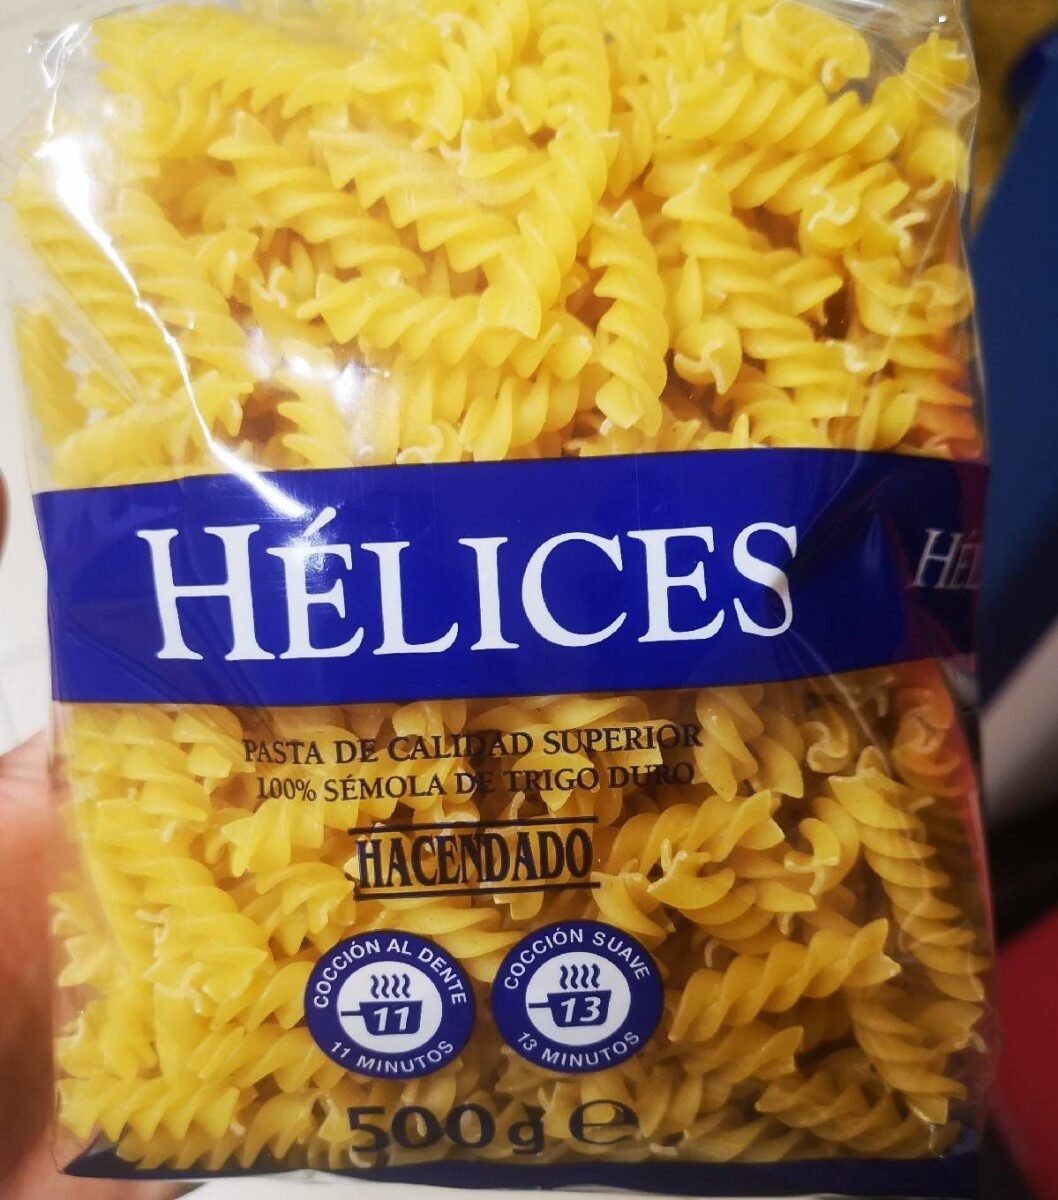 HÉLICES
PASTA DE CALIDAD SUPERIOR
100% SÉMOLA DE TRIGO DURO
HACENDADO
COCCIÓN AL DENTE
11
11 MINUTOS
COCCIÓN SUAVE
13
13 MINUTOS
500 g e